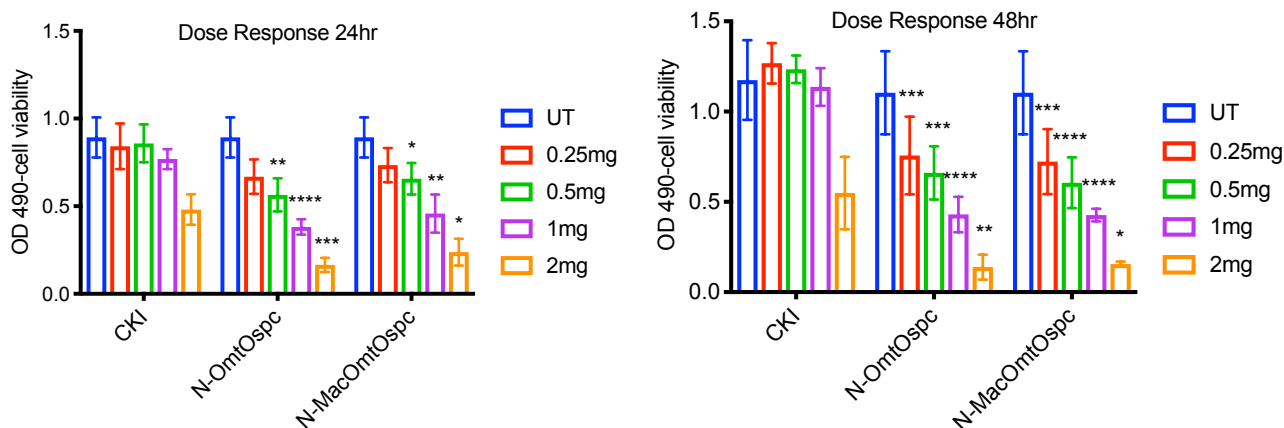 Dose Response 24hr
OD 490-cell viability
1.5
1.0
0.5
0.0
** **** ***
* ** *
CKI
N-OmtOspc
N-MacOmtOspc
UT
0.25mg
0.5mg
1mg
2mg
Dose Response 48hr
OD 490-cell viability
1.5
1.0
0.5
0.0
*** *** **** **
*** **** **** *
CKI
N-OmtOspc
N-MacOmtOspc
UT
0.25mg
0.5mg
1mg
2mg